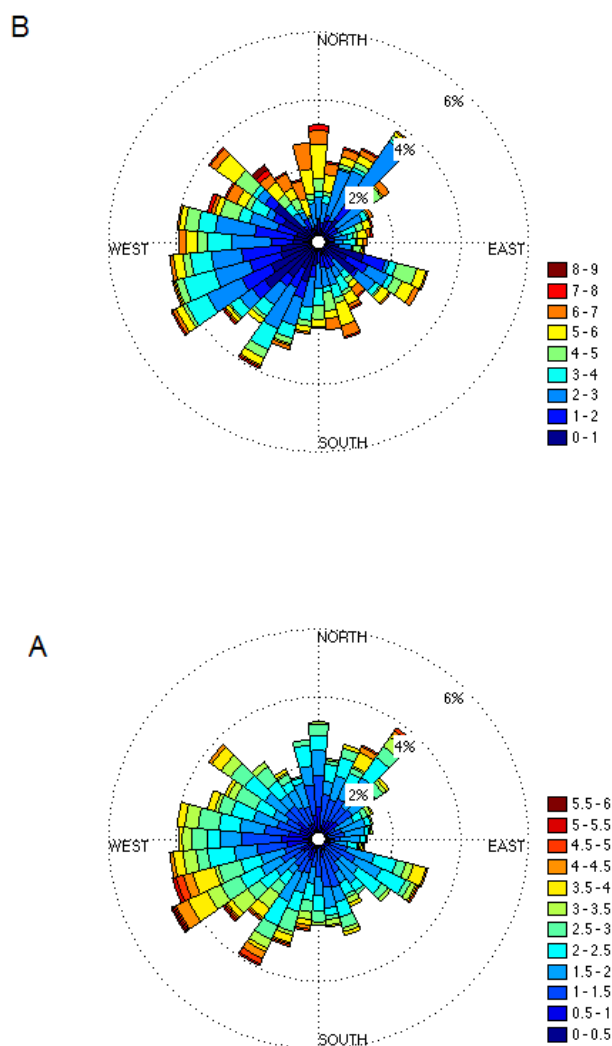 B
NORTH
6%
4%
2%
WEST
EAST
SOUTH
8 - 9
7 - 8
6 - 7
5 - 6
4 - 5
3 - 4
2 - 3
1 - 2
0 - 1
A
NORTH
6%
4%
2%
WEST
EAST
SOUTH
5.5 - 6
5 - 5.5
4.5 - 5
4 - 4.5
3.5 - 4
3 - 3.5
2.5 - 3
2 - 2.5
1.5 - 2
1 - 1.5
0.5 - 1
0 - 0.5